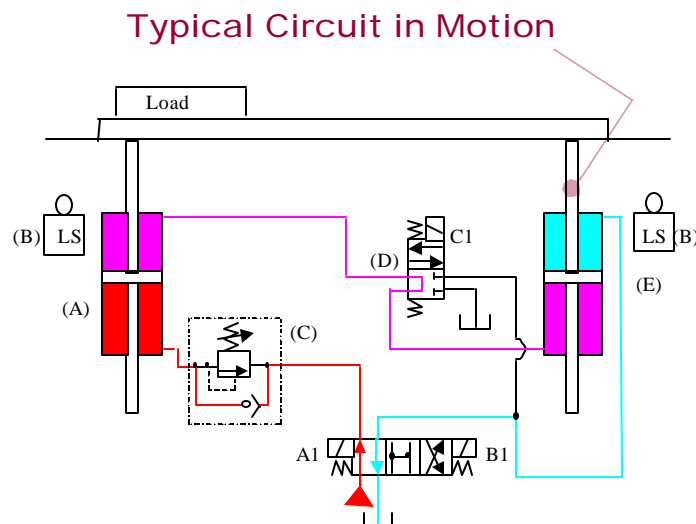 Typical Circuit in Motion
Load
(B) LS
C1
LS (B)
(D)
(E)
(A)
(C)
A1
B1